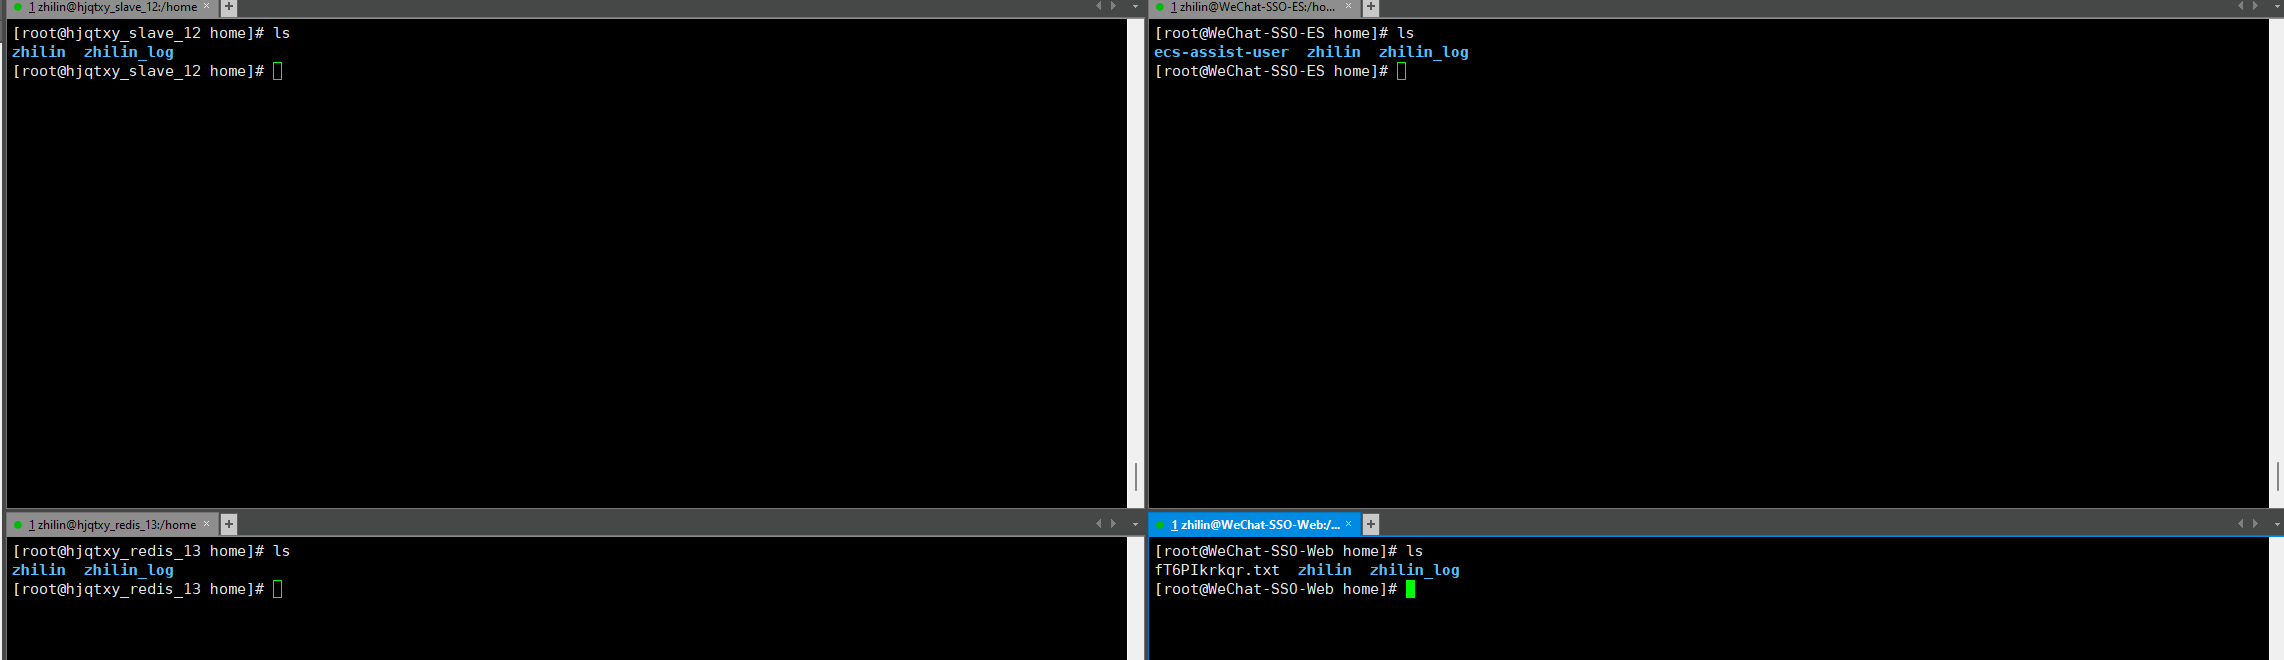 1 zhilin@hjqtxy_slave_12:/home × +
[root@hjqtxy_slave_12 home]# ls
zhilin zhilin_log
[root@hjqtxy_slave_12 home]#
1 zhilin@WeChat-SSO-ES:/ho... × +
[root@WeChat-SSO-ES home]# ls
ecs-assist-user zhilin zhilin_log
[root@WeChat-SSO-ES home]#
1 zhilin@hjqtxy_redis_13:/home × +
[root@hjqtxy_redis_13 home]# ls
zhilin zhilin_log
[root@hjqtxy_redis_13 home]#
1 zhilin@WeChat-SSO-Web:/... × +
[root@WeChat-SSO-Web home]# ls
fT6PIkrkqr.txt zhilin zhilin_log
[root@WeChat-SSO-Web home]#